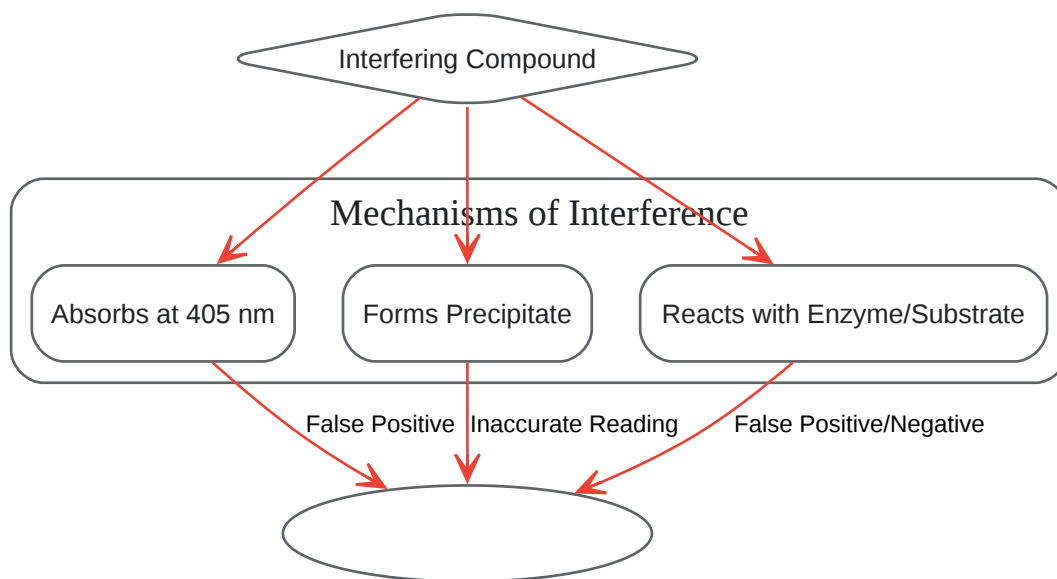 Interfering Compound
Mechanisms of Interference
Absorbs at 405 nm
Forms Precipitate
Reacts with Enzyme/Substrate
False Positive
Inaccurate Reading
False Positive/Negative